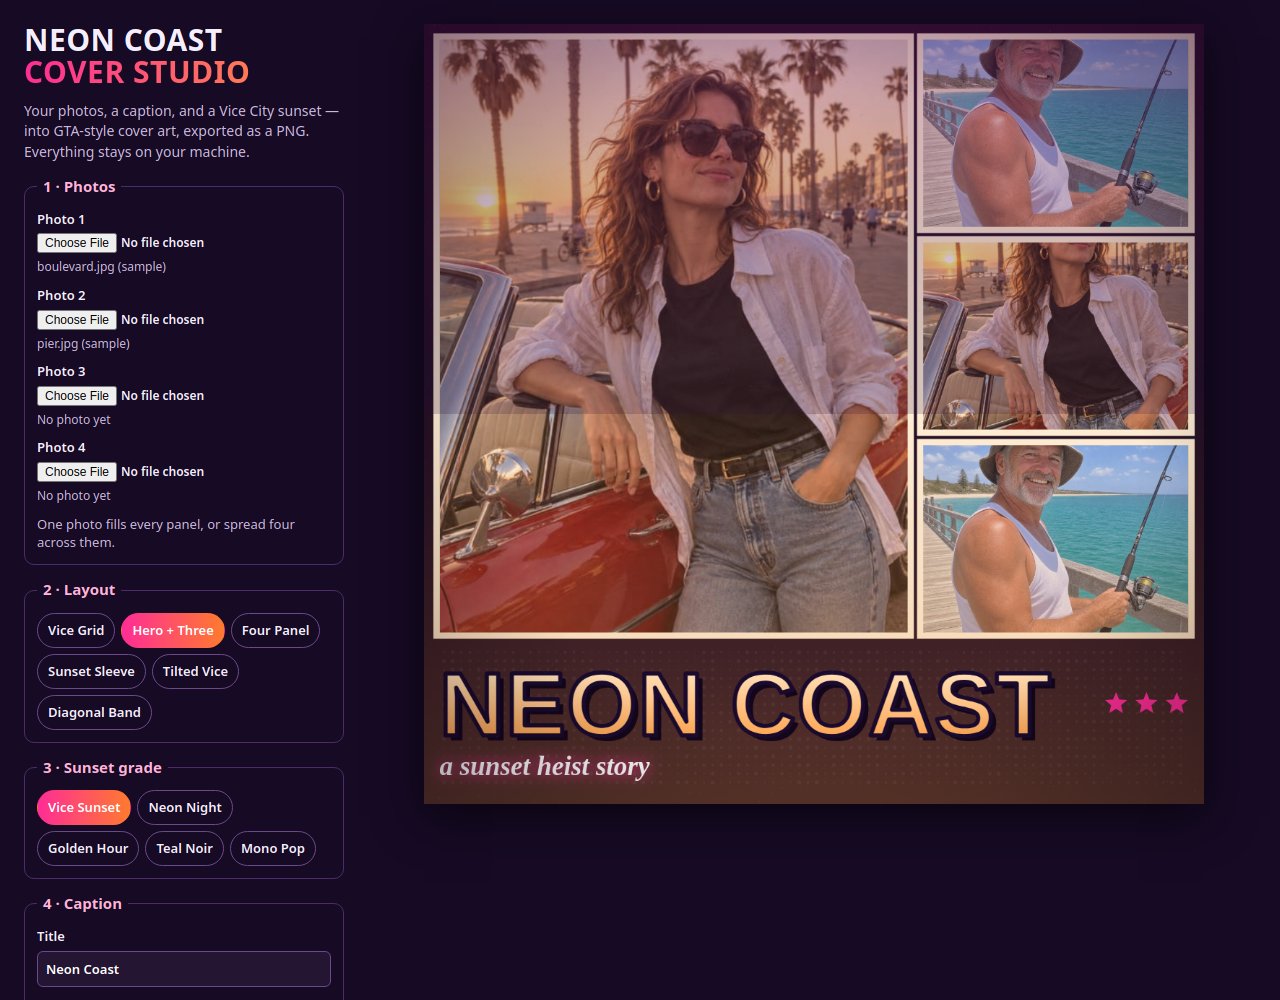 NEON COAST
COVER STUDIO
Your photos, a caption, and a Vice City sunset —
into GTA-style cover art, exported as a PNG.
Everything stays on your machine.
1 · Photos
Photo 1
Choose File No file chosen
boulevard.jpg (sample)
Photo 2
Choose File No file chosen
pier.jpg (sample)
Photo 3
Choose File No file chosen
No photo yet
Photo 4
Choose File No file chosen
No photo yet
One photo fills every panel, or spread four
across them.
2 · Layout
Vice Grid Hero + Three Four Panel
Sunset Sleeve Tilted Vice
Diagonal Band
3 · Sunset grade
Vice Sunset Neon Night
Golden Hour Teal Noir Mono Pop
4 · Caption
Title
Neon Coast
NEON COAST
a sunset heist story